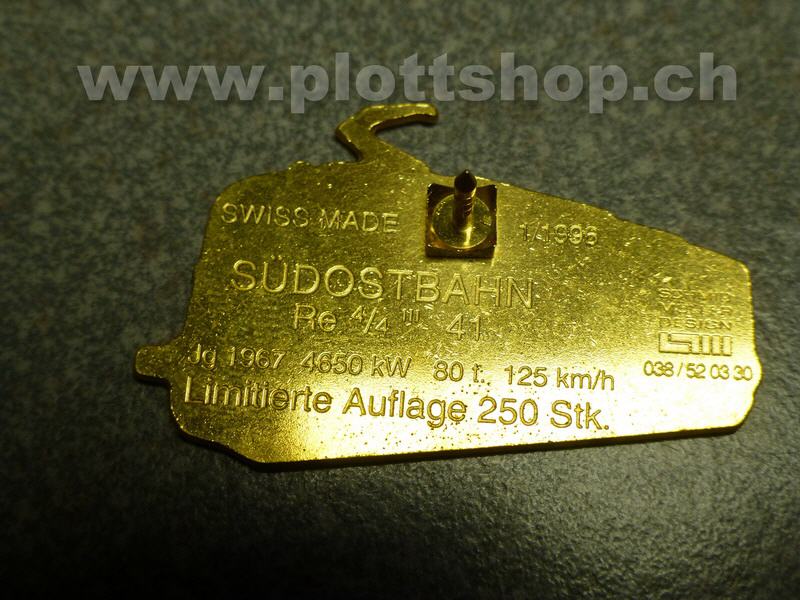 www.plottshop.ch
SWISS MADE
1/1996
SÜDOSTBAHN
Re 4/4 III 41
Jg 1967 4650 kW 80 t. 125 km/h
Limitierte Auflage 250 Stk.
DESIGN
038/52 03 30